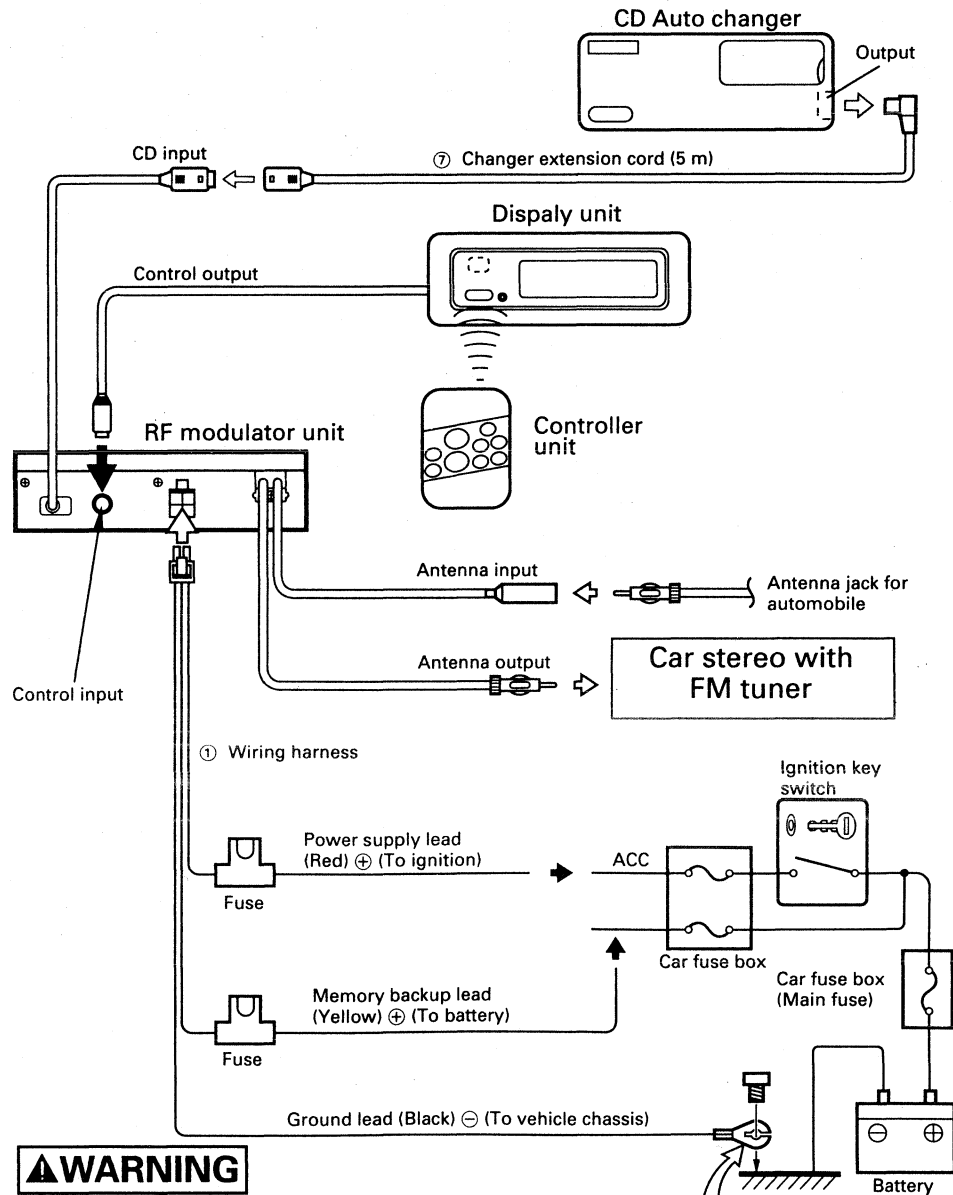 CD Auto changer
Output
CD input
⑦ Changer extension cord (5 m)
Dispaly unit
Control output
RF modulator unit
Controller
unit
Antenna input
Antenna jack for
automobile
Antenna output
Car stereo with
FM tuner
Control input
① Wiring harness
Ignition key
switch
Power supply lead
(Red) ⊕ (To ignition)
ACC
Fuse
Car fuse box
Car fuse box
(Main fuse)
Memory backup lead
(Yellow) ⊕ (To battery)
Fuse
Ground lead (Black) ⊖ (To vehicle chassis)
⊖ ⊕
Battery
WARNING